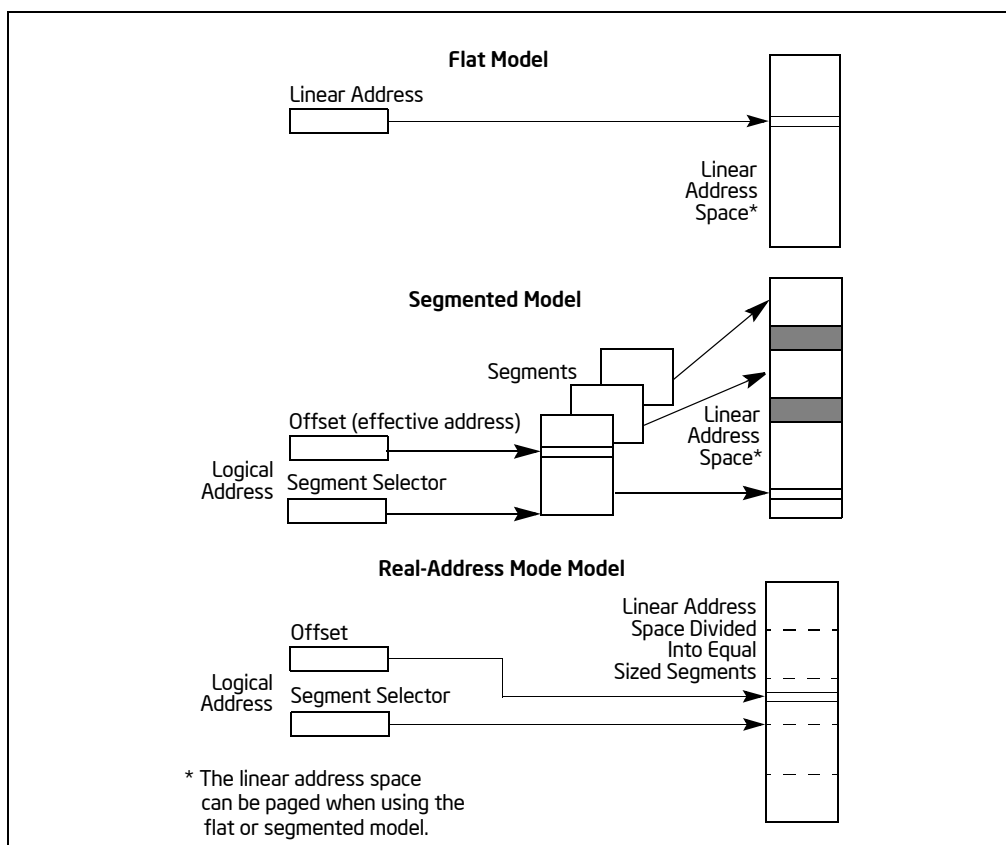 Flat Model
Linear Address
Linear
Address
Space*
Segmented Model
Segments
Offset (effective address)
Logical
Address
Segment Selector
Linear
Address
Space*
Real-Address Mode Model
Offset
Logical
Address
Segment Selector
Linear Address
Space Divided
Into Equal
Sized Segments
* The linear address space
can be paged when using the
flat or segmented model.